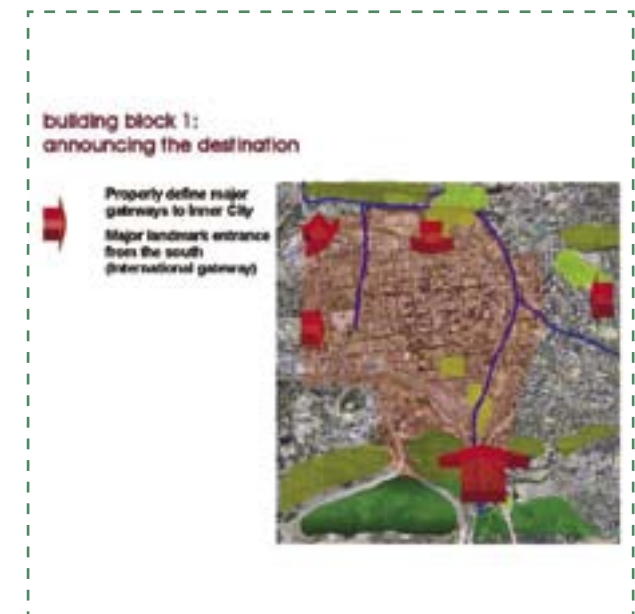 building block 1:
announcing the destination
Properly define major
gateways to Inner City
Major landmark entrance
from the south
(International gateway)